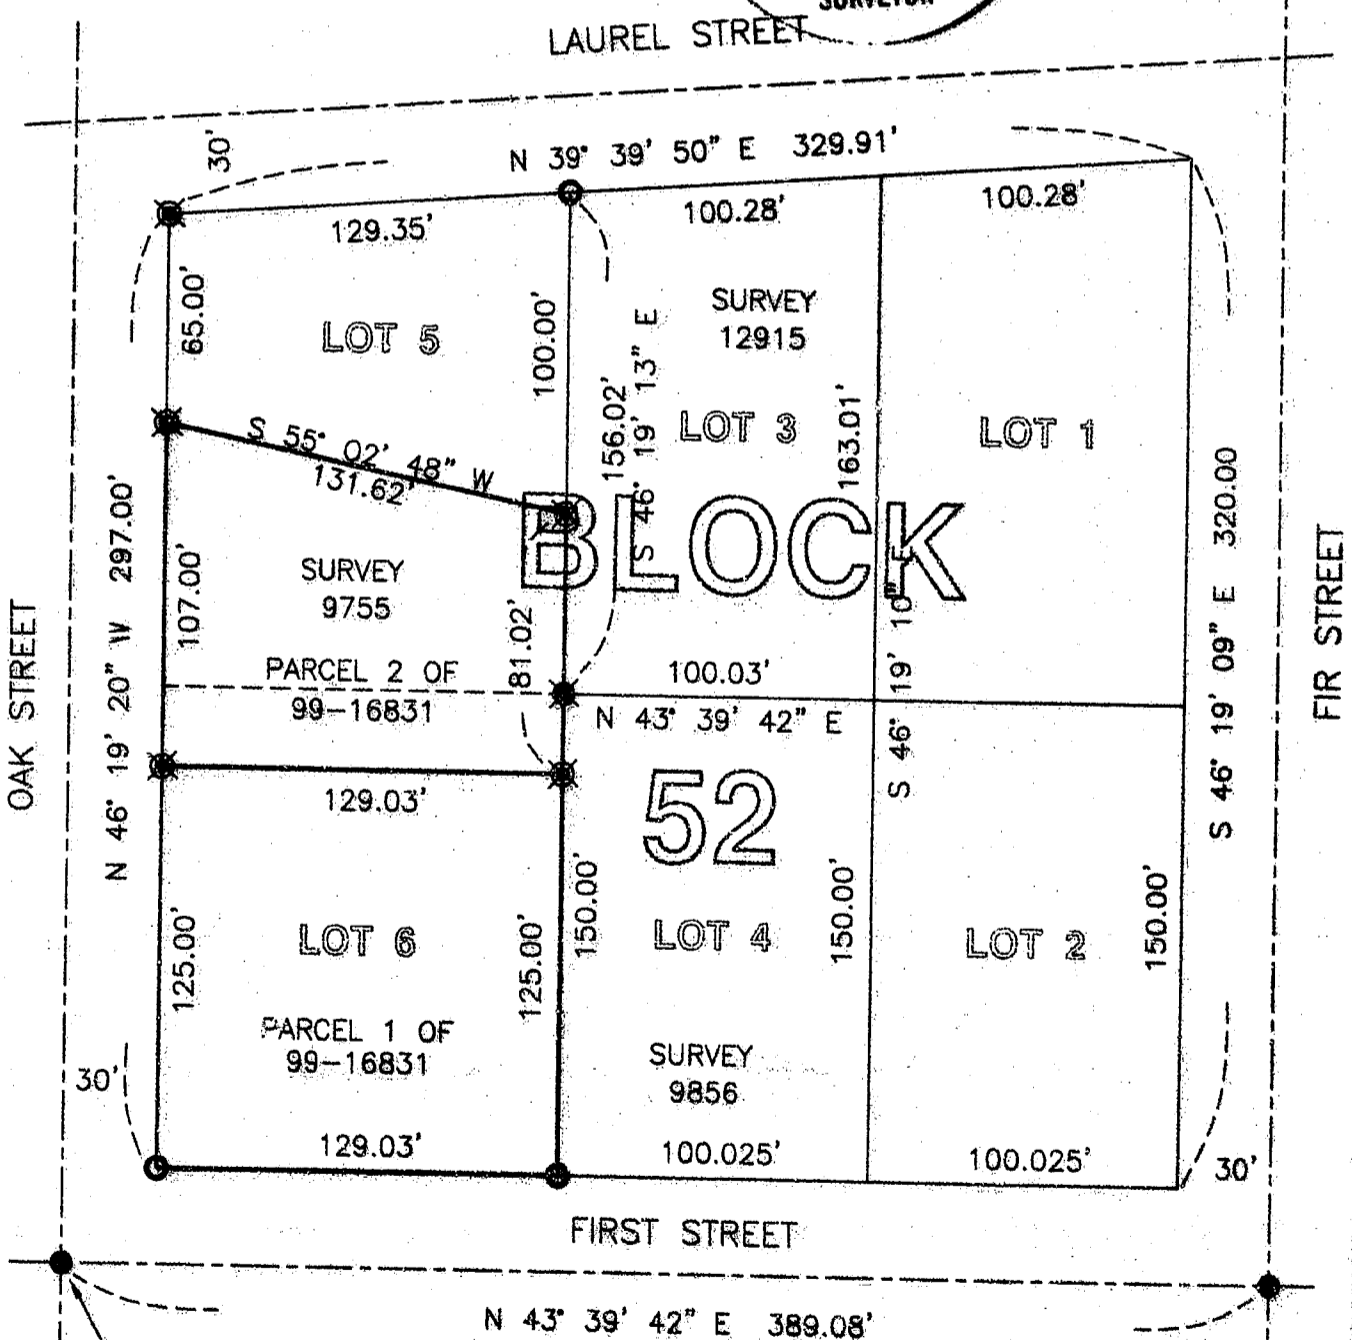 SURVEYOR
LAUREL STREET
30'
N 39° 39' 50" E 329.91'
129.35'
100.28'
100.28'
65.00'
LOT 5
100.00'
SURVEY
12915
156.02'
S 46° 19' 13" E
LOT 3
163.01'
LOT 1
S 55° 02' 48" W
131.62'
BLOCK
52
N 46° 19' 20" W 297.00'
107.00'
SURVEY
9755
PARCEL 2 OF
99-16831
81.02'
100.03'
N 43° 39' 42" E
S 46° 19' 10" E
S 46° 19' 09" E 320.00
OAK STREET
FIR STREET
129.03'
125.00'
LOT 6
125.00'
150.00'
LOT 4
150.00'
LOT 2
150.00'
PARCEL 1 OF
99-16831
SURVEY
9856
30'
129.03'
100.025'
100.025'
30'
FIRST STREET
N 43° 39' 42" E 389.08'